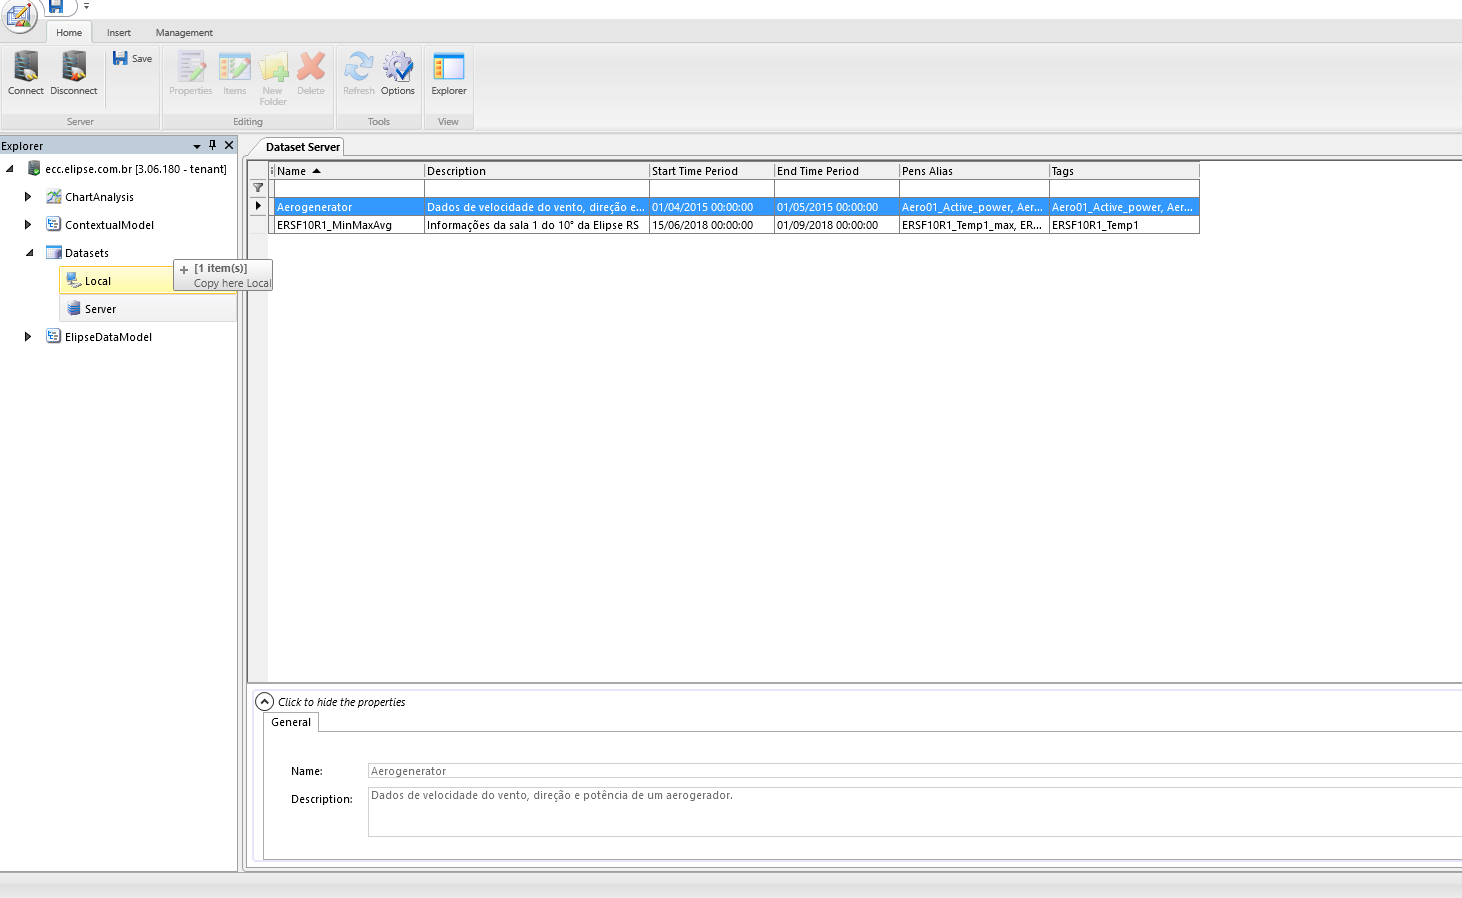 Home Insert Management
Connect Disconnect Save Properties Items New Folder Delete Refresh Options Explorer
Server Editing Tools View
Explorer
ecc.elipse.com.br [3.06.180 - tenant]
ChartAnalysis
ContextualModel
Datasets
Local
[1 item(s)]
Copy here Local
Server
ElipseDataModel
Dataset Server
Name Description Start Time Period End Time Period Pens Alias Tags
Aerogenerator Dados de velocidade do vento, direção e... 01/04/2015 00:00:00 01/05/2015 00:00:00 Aero01_Active_power, Aer... Aero01_Active_power, Aer...
ERSF10R1_MinMaxAvg Informações da sala 1 do 10° da Elipse RS 15/06/2018 00:00:00 01/09/2018 00:00:00 ERSF10R1_Temp1_max, ER... ERSF10R1_Temp1
Click to hide the properties
General
Name: Aerogenerator
Description: Dados de velocidade do vento, direção e potência de um aerogerador.